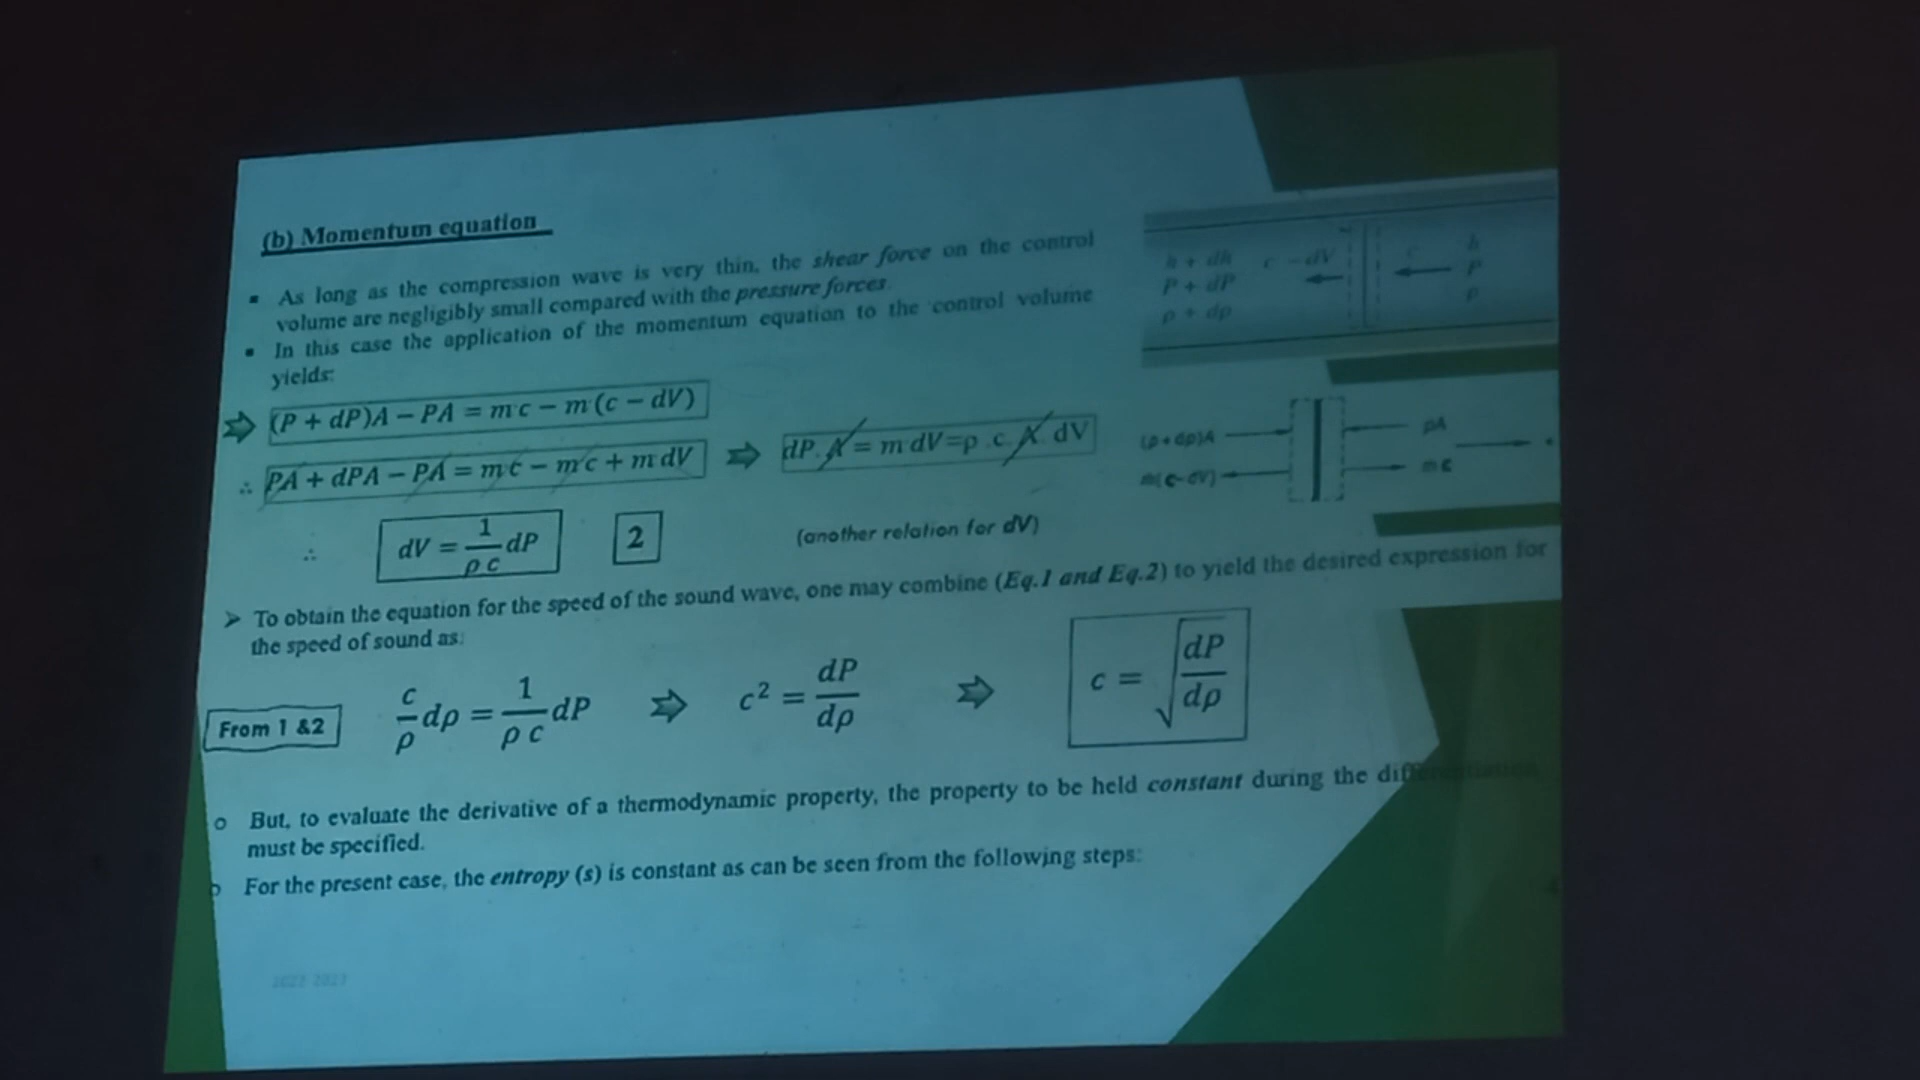 (b) Momentum equation
▪ As long as the compression wave is very thin, the shear force on the control
volume are negligibly small compared with the pressure forces.
▪ In this case the application of the momentum equation to the control volume
yields:
(P + dP)A − PA = m c − m (c − dV)
∴ PA + dPA − PA = m c − m c + m dV ⇒ dP. A = m dV=ρ .c .A. dV
∴ dV = 1/(ρ c) dP 2 (another relation for dV)
➢ To obtain the equation for the speed of the sound wave, one may combine (Eq.1 and Eq.2) to yield the desired expression for
the speed of sound as:
From 1 &2 c/ρ dρ = 1/(ρ c) dP ⇒ c² = dP/dρ ⇒ c = √(dP/dρ)
o But, to evaluate the derivative of a thermodynamic property, the property to be held constant during the
must be specified.
For the present case, the entropy (s) is constant as can be seen from the following steps:
h + dh c − dV c h
P + dP P
ρ + dρ ρ
(p+dp)A pA
m(c-dV) mc